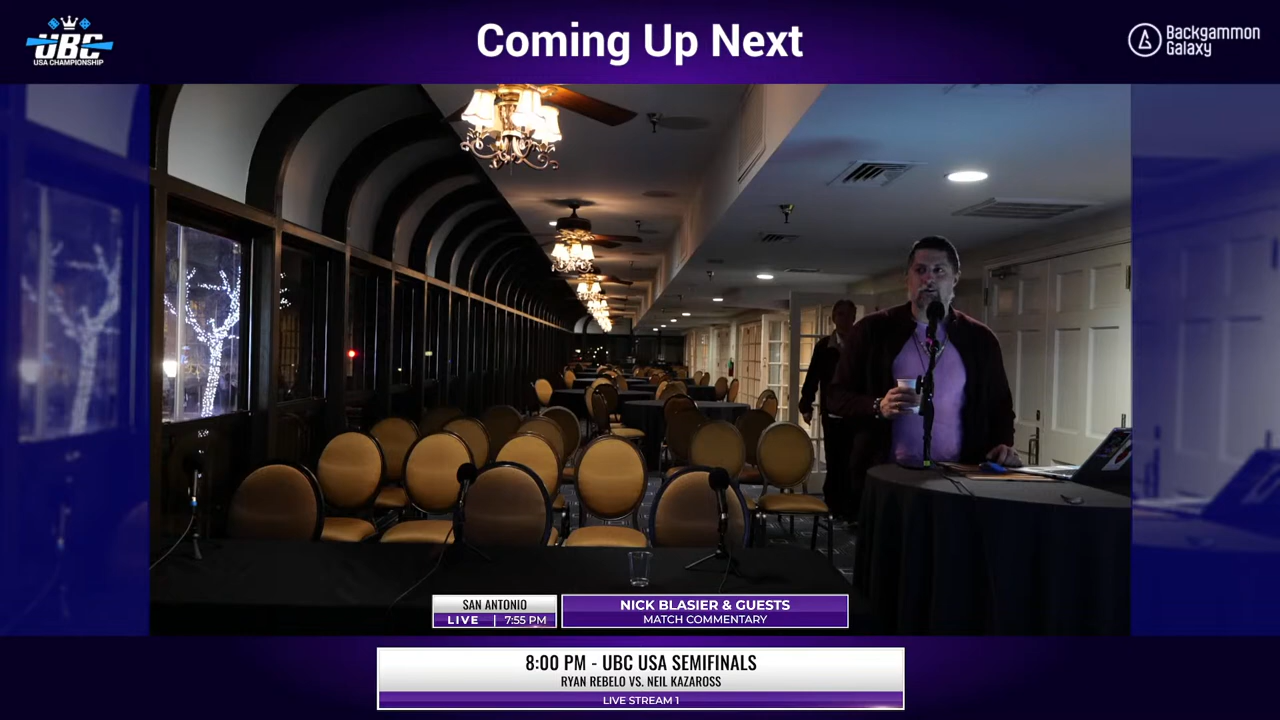 UBC
USA CHAMPIONSHIP
Coming Up Next
Backgammon
Galaxy
SAN ANTONIO
LIVE | 7:55 PM
NICK BLASIER & GUESTS
MATCH COMMENTARY
8:00 PM - UBC USA SEMIFINALS
RYAN REBELO VS. NEIL KAZAROSS
LIVE STREAM 1